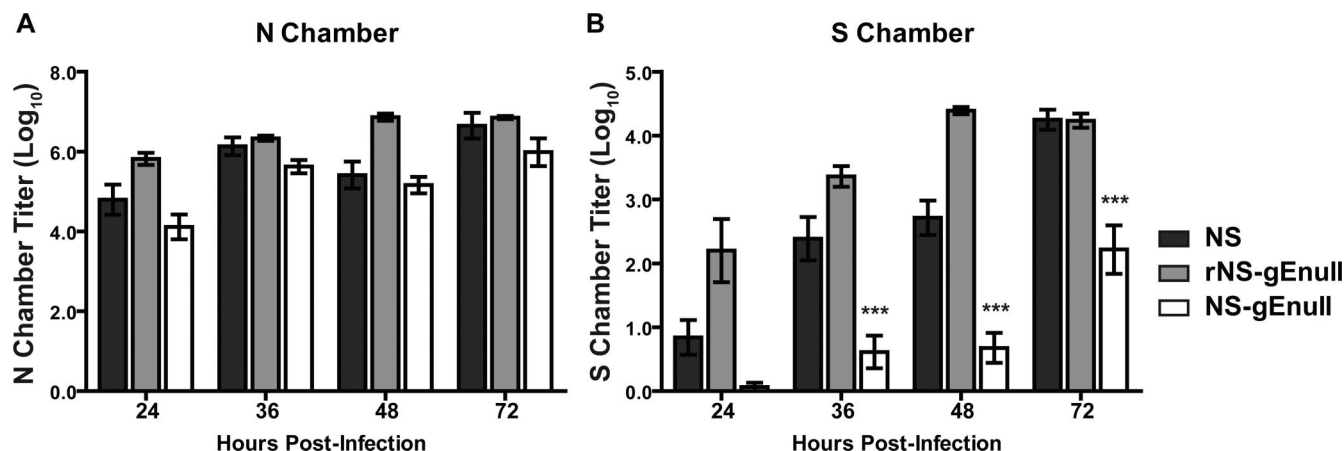 A
N Chamber
N Chamber Titer (Log10)
8.0
6.0
4.0
2.0
0.0
24 36 48 72
Hours Post-Infection
B
S Chamber
S Chamber Titer (Log10)
5.0
4.0
3.0
2.0
1.0
0.0
***
***
***
24 36 48 72
Hours Post-Infection
NS
rNS-gEnull
NS-gEnull